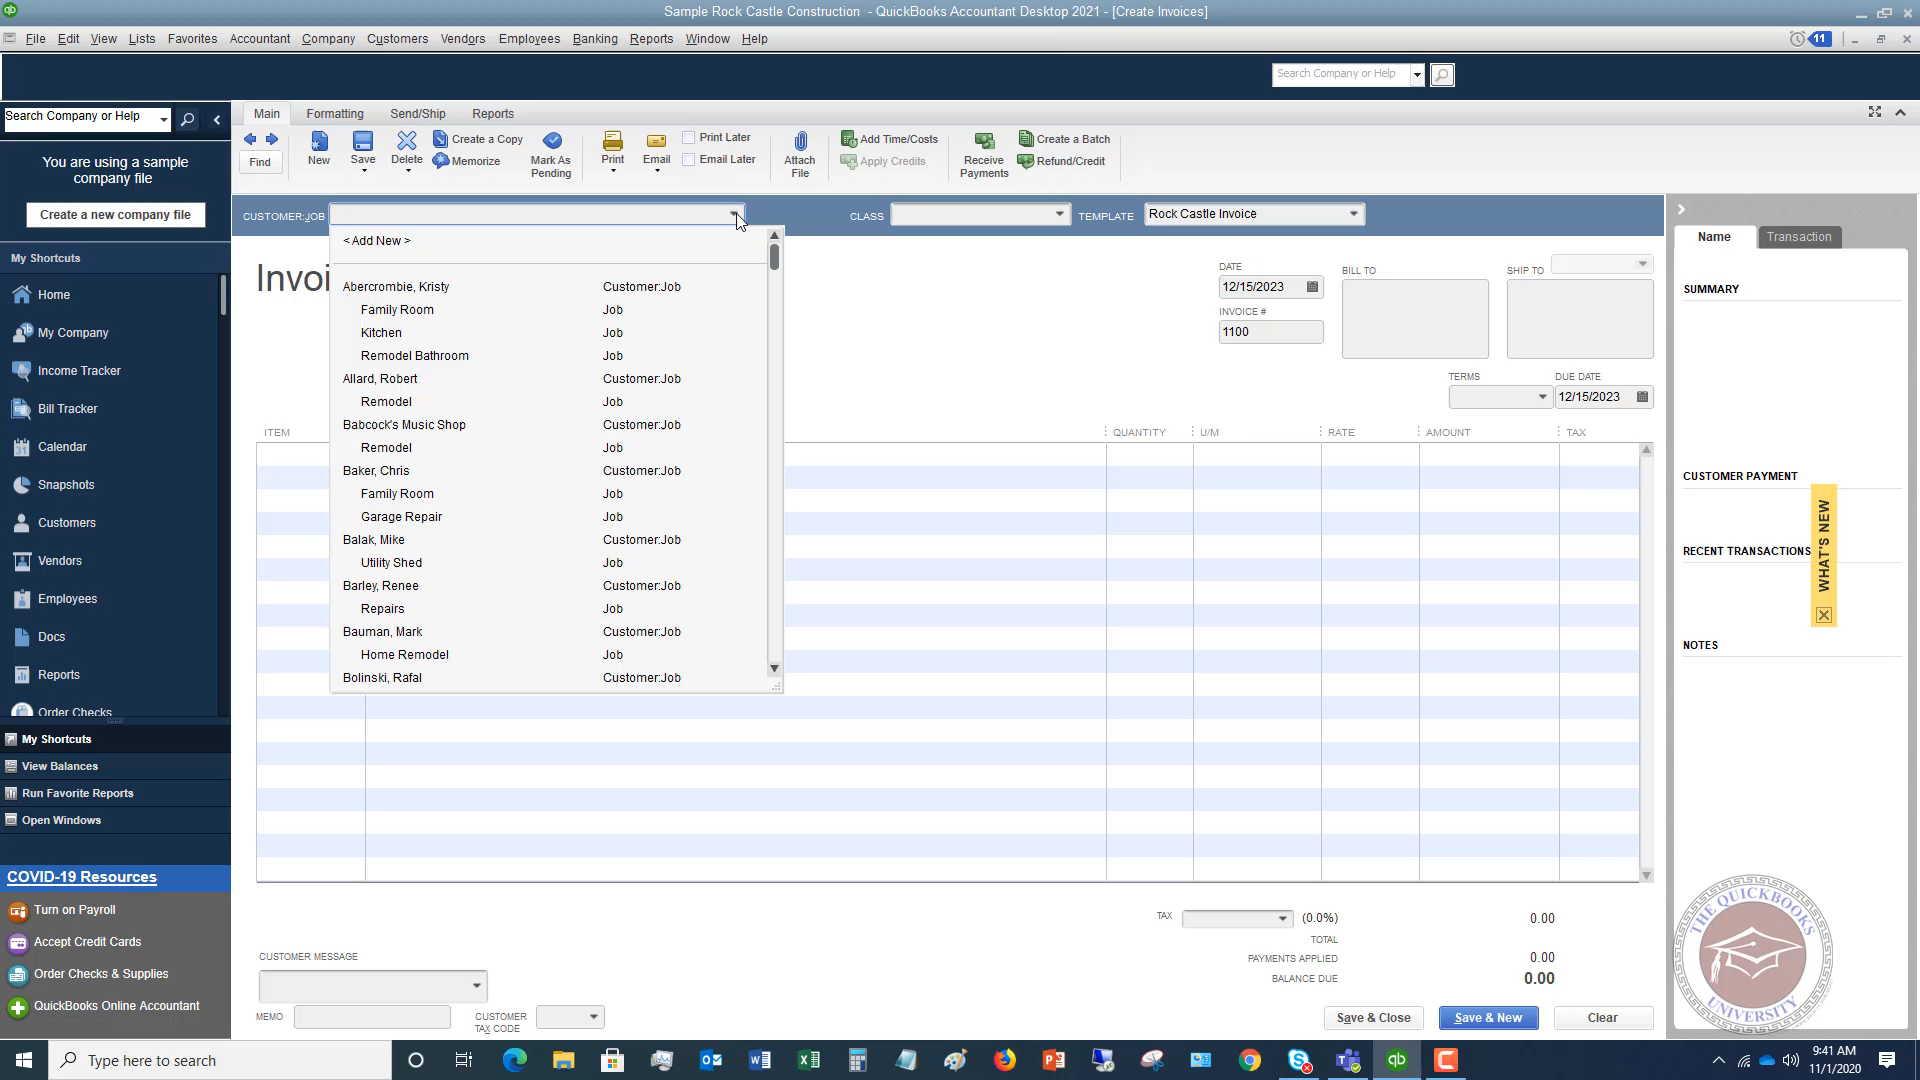 Sample Rock Castle Construction - QuickBooks Accountant Desktop 2021 - [Create Invoices]
File Edit View Lists Favorites Accountant Company Customers Vendors Employees Banking Reports Window Help
11
Search Company or Help
Search Company or Help
You are using a sample
company file
Create a new company file
My Shortcuts
Home
My Company
Income Tracker
Bill Tracker
Calendar
Snapshots
Customers
Vendors
Employees
Docs
Reports
Order Checks
My Shortcuts
View Balances
Run Favorite Reports
Open Windows
COVID-19 Resources
Turn on Payroll
Accept Credit Cards
Order Checks & Supplies
QuickBooks Online Accountant
Main Formatting Send/Ship Reports
Find
New
Save
Delete
Create a Copy
Memorize
Mark As
Pending
Print
Email
Print Later
Email Later
Attach
File
Add Time/Costs
Apply Credits
Receive
Payments
Create a Batch
Refund/Credit
CUSTOMER:JOB
CLASS
TEMPLATE Rock Castle Invoice
< Add New >
Abercrombie, Kristy Customer:Job
Family Room Job
Kitchen Job
Remodel Bathroom Job
Allard, Robert Customer:Job
Remodel Job
Babcock's Music Shop Customer:Job
Remodel Job
Baker, Chris Customer:Job
Family Room Job
Garage Repair Job
Balak, Mike Customer:Job
Utility Shed Job
Barley, Renee Customer:Job
Repairs Job
Bauman, Mark Customer:Job
Home Remodel Job
Bolinski, Rafal Customer:Job
Invoi
DATE
12/15/2023
INVOICE #
1100
BILL TO
SHIP TO
TERMS
DUE DATE
12/15/2023
ITEM QUANTITY U/M RATE AMOUNT TAX
TAX (0.0%) 0.00
TOTAL
PAYMENTS APPLIED 0.00
BALANCE DUE 0.00
CUSTOMER MESSAGE
MEMO
CUSTOMER
TAX CODE
Save & Close
Save & New
Clear
Name Transaction
SUMMARY
CUSTOMER PAYMENT
RECENT TRANSACTIONS
NOTES
WHAT'S NEW
THE QUICKBOOKS
UNIVERSITY
Type here to search
9:41 AM
11/1/2020